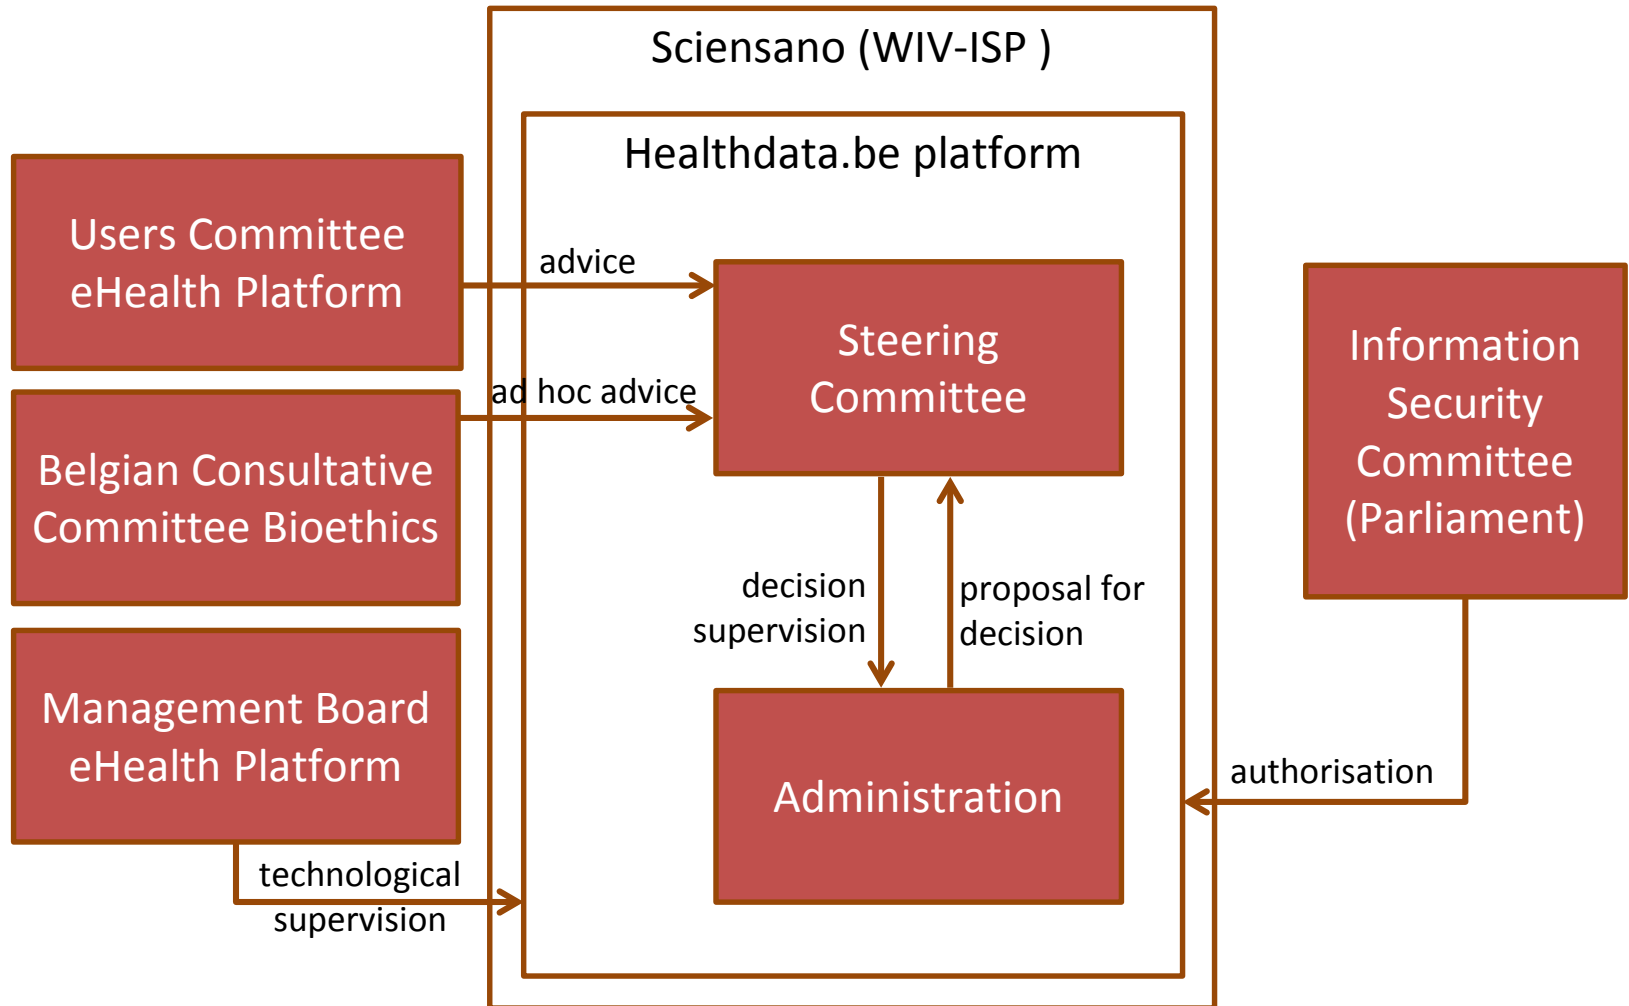 Sciensano (WIV-ISP )
Healthdata.be platform
Users Committee
eHealth Platform
advice
Steering
Committee
Information
Security
Committee
(Parliament)
ad hoc advice
Belgian Consultative
Committee Bioethics
decision
supervision
proposal for
decision
Management Board
eHealth Platform
Administration
authorisation
technological
supervision